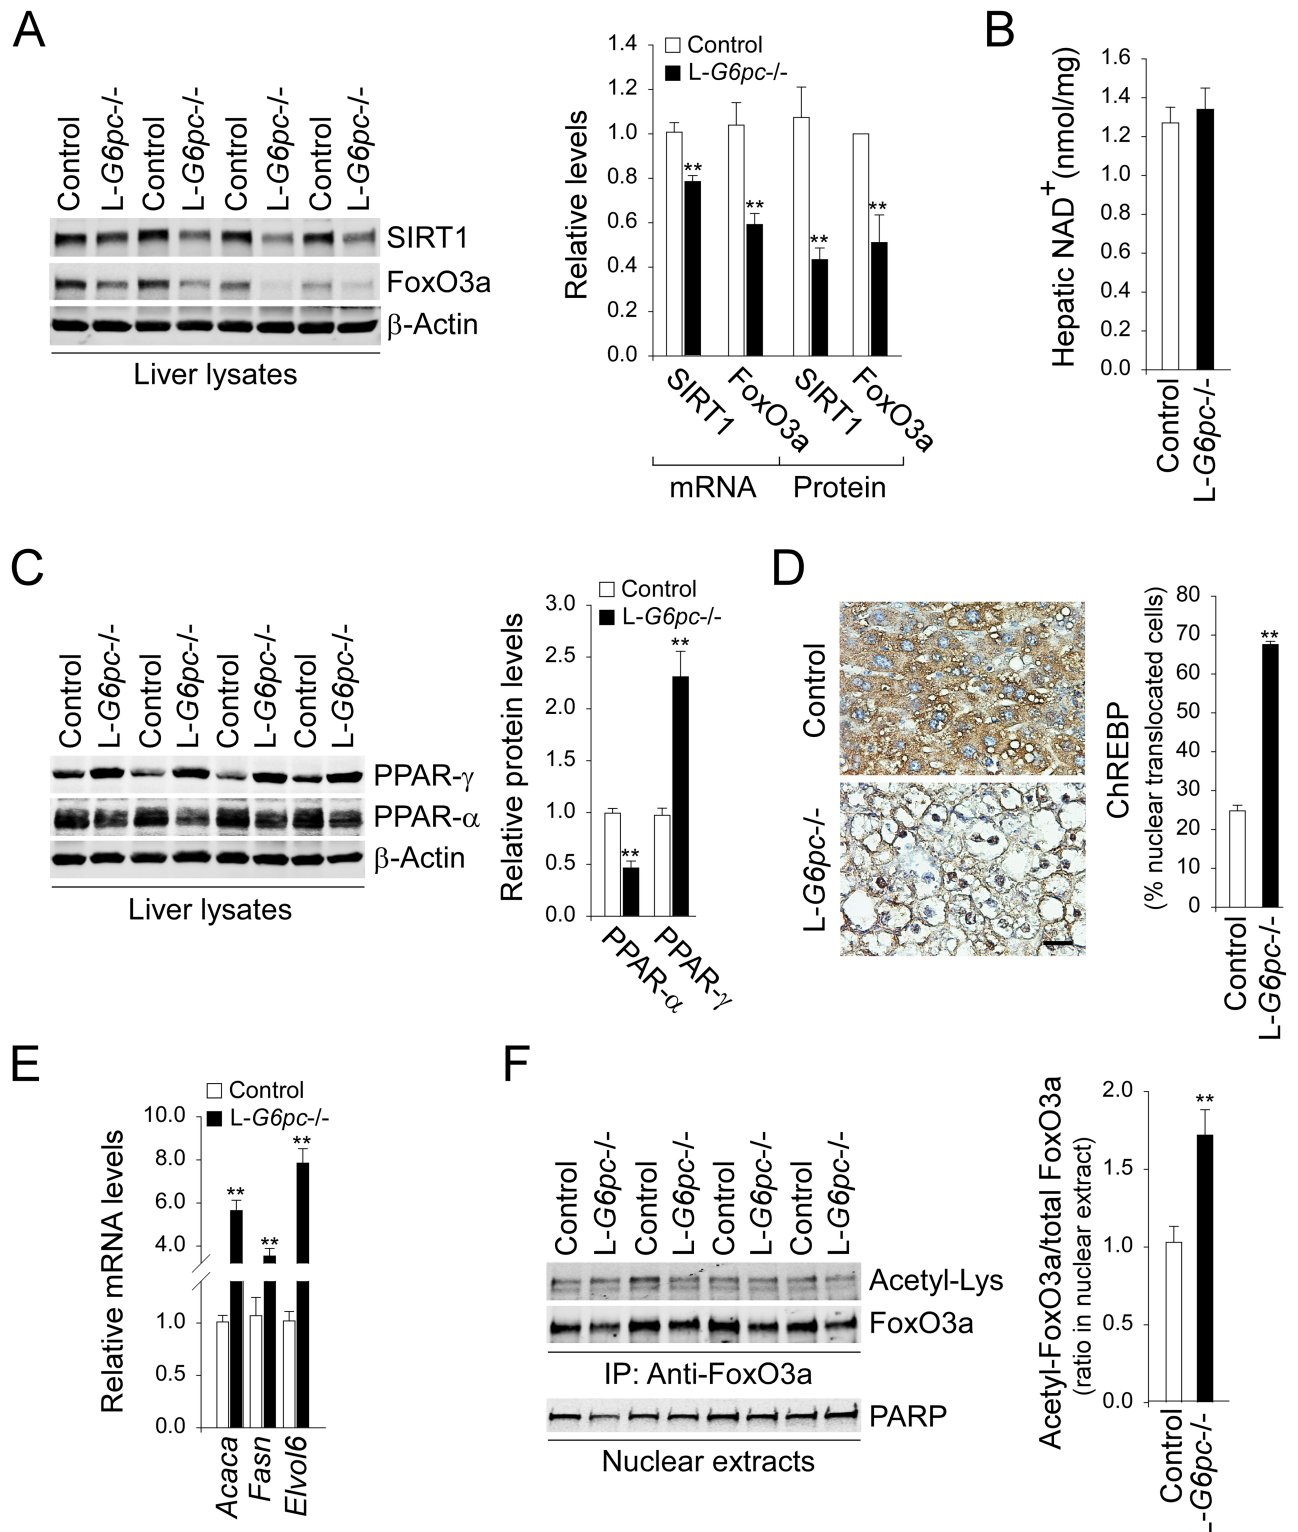 A
Control
L-G6pc-/-
Control
L-G6pc-/-
Control
L-G6pc-/-
Control
L-G6pc-/-
SIRT1
FoxO3a
β-Actin
Liver lysates
Relative levels
1.4
1.2
1.0
0.8
0.6
0.4
0.2
0.0
Control
L-G6pc-/-
**
**
**
**
SIRT1
FoxO3a
SIRT1
FoxO3a
mRNA
Protein
B
Hepatic NAD+ (nmol/mg)
1.6
1.4
1.2
1.0
0.8
0.6
0.4
0.2
0.0
Control
L-G6pc-/-
C
Control
L-G6pc-/-
Control
L-G6pc-/-
Control
L-G6pc-/-
Control
L-G6pc-/-
PPAR-γ
PPAR-α
β-Actin
Liver lysates
Relative protein levels
3.0
2.5
2.0
1.5
1.0
0.5
0.0
Control
L-G6pc-/-
**
**
PPAR-α
PPAR-γ
D
Control
L-G6pc-/-
ChREBP
(% nuclear translocated cells)
80
70
60
50
40
30
20
10
0
**
Control
L-G6pc-/-
E
Relative mRNA levels
10.0
8.0
6.0
4.0
1.0
0.5
0.0
Control
L-G6pc-/-
**
**
**
Acaca
Fasn
Elvol6
F
Control
L-G6pc-/-
Control
L-G6pc-/-
Control
L-G6pc-/-
Control
L-G6pc-/-
Acetyl-Lys
FoxO3a
IP: Anti-FoxO3a
PARP
Nuclear extracts
Acetyl-FoxO3a/total FoxO3a
(ratio in nuclear extract)
2.0
1.5
1.0
0.5
0.0
**
Control
L-G6pc-/-